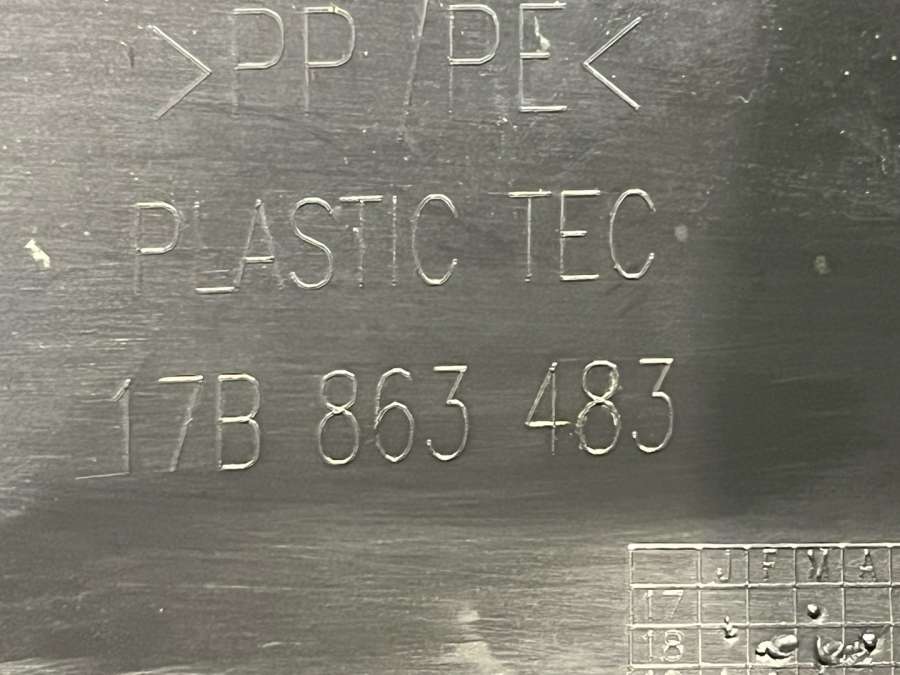 >PP/PE<
PLASTIC TEC
17B 863 483
J F M A
17
18